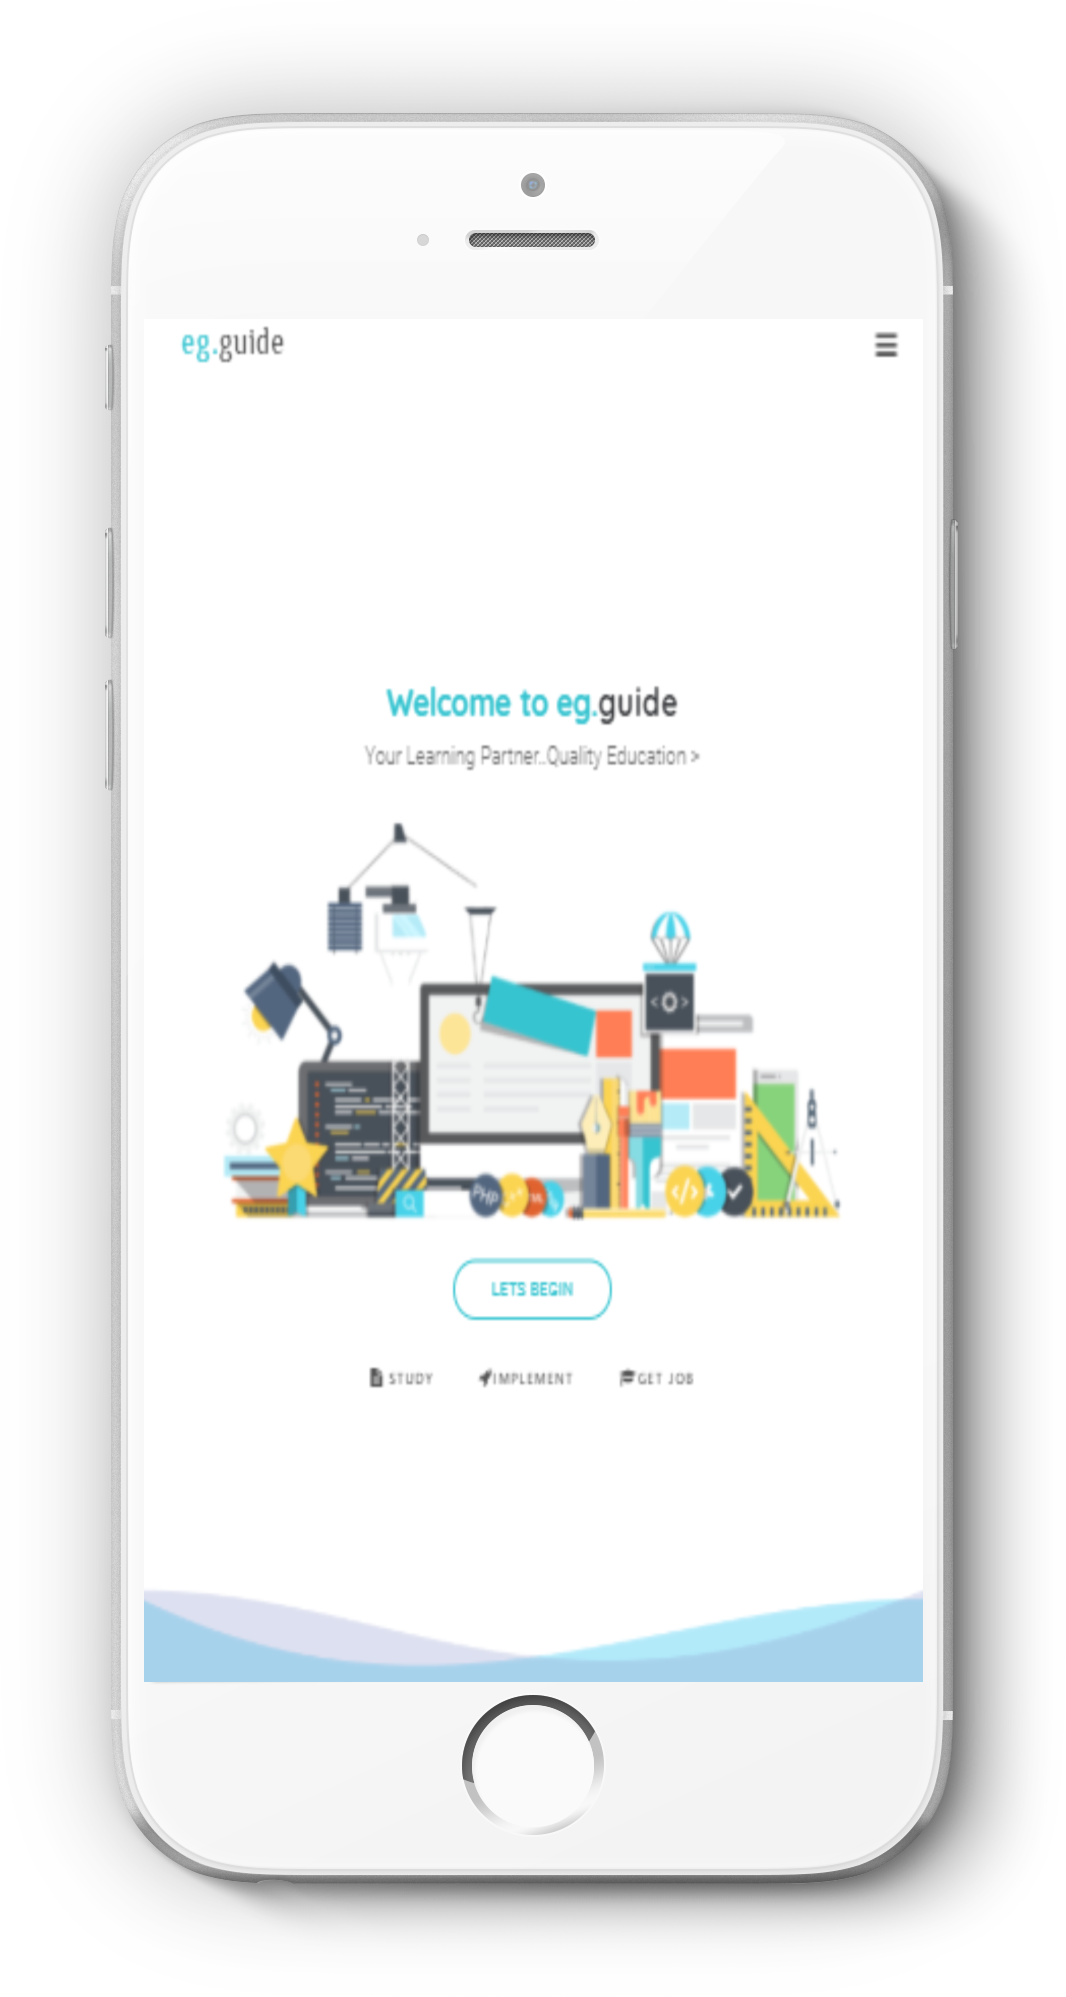 eg.guide
Welcome to eg.guide
Your Learning Partner..Quality Education >
< >
PHP
</>
LETS BEGIN
STUDY IMPLEMENT GET JOB